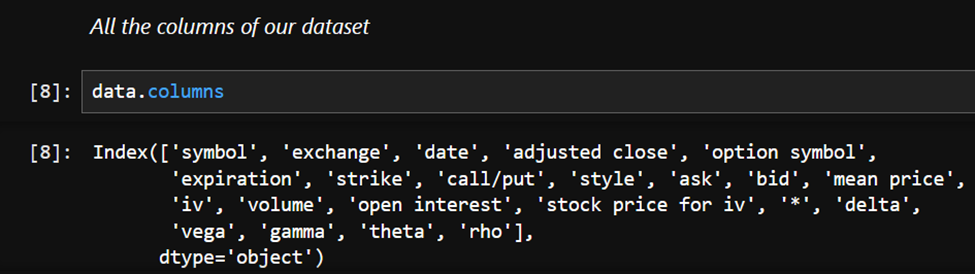 All the columns of our dataset
[8]: data.columns
[8]: Index(['symbol', 'exchange', 'date', 'adjusted close', 'option symbol',
'expiration', 'strike', 'call/put', 'style', 'ask', 'bid', 'mean price',
'iv', 'volume', 'open interest', 'stock price for iv', '*', 'delta',
'vega', 'gamma', 'theta', 'rho'],
dtype='object')